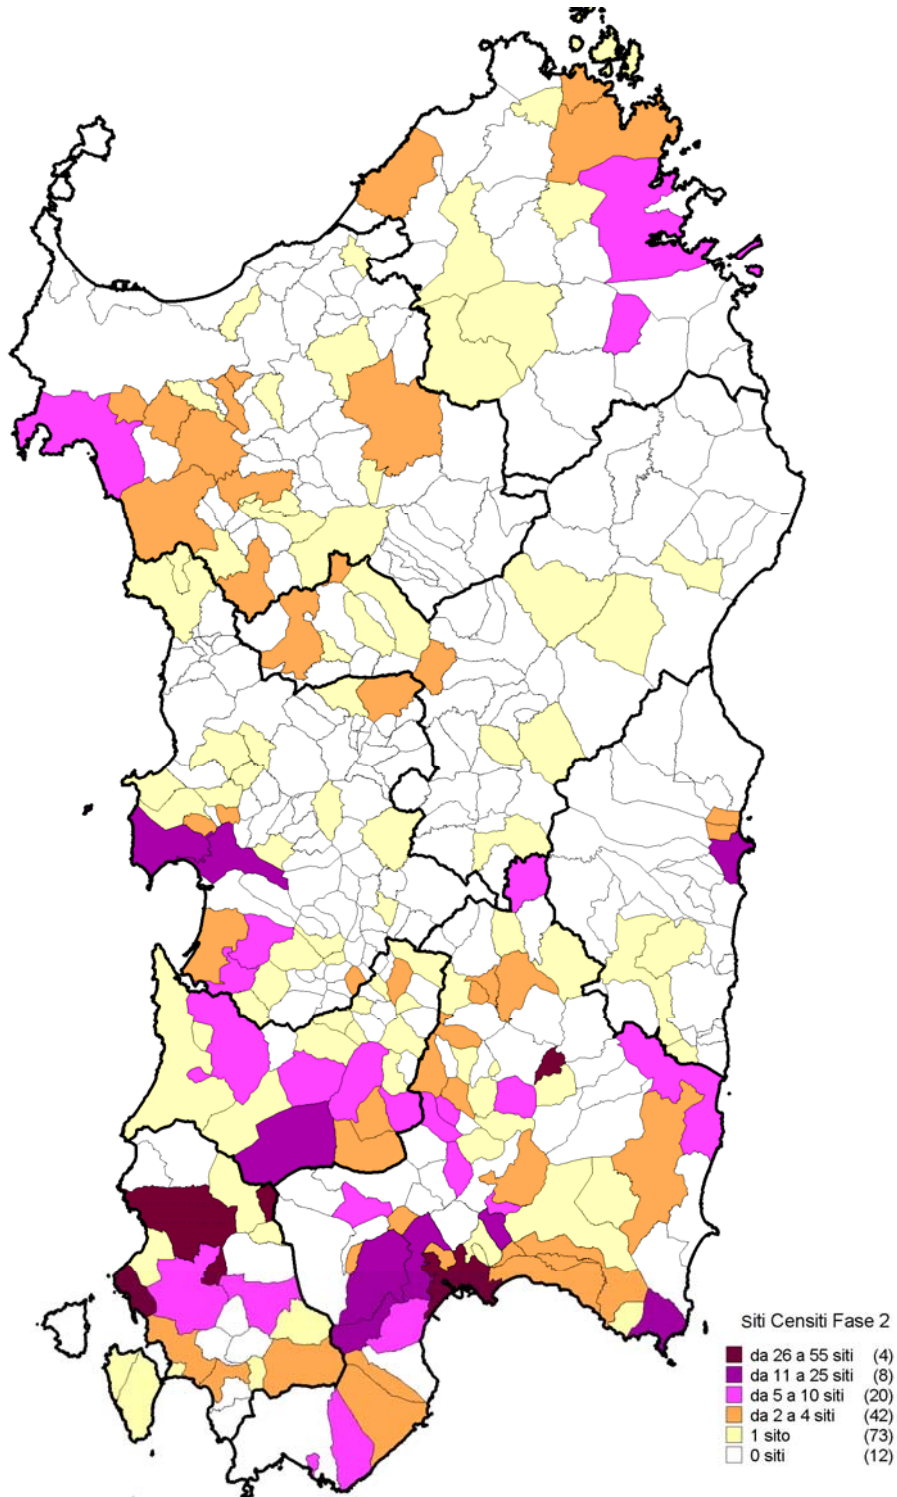 Siti Censiti Fase 2
da 26 a 55 siti (4)
da 11 a 25 siti (8)
da 5 a 10 siti (20)
da 2 a 4 siti (42)
1 sito (73)
0 siti (12)